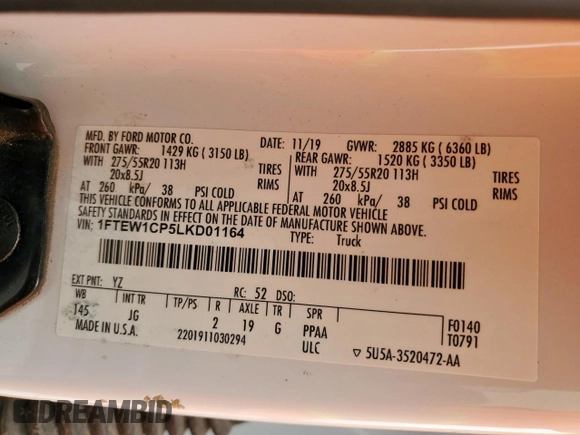 MFD. BY FORD MOTOR CO. DATE: 11/19 GVWR: 2885 KG ( 6360 LB)
FRONT GAWR: 1429 KG ( 3150 LB) REAR GAWR: 1520 KG ( 3350 LB)
WITH 275/55R20 113H TIRES WITH 275/55R20 113H TIRES
20x8.5J RIMS 20x8.5J RIMS
AT 260 kPa/ 38 PSI COLD AT 260 kPa/ 38 PSI COLD
THIS VEHICLE CONFORMS TO ALL APPLICABLE FEDERAL MOTOR VEHICLE
SAFETY STANDARDS IN EFFECT ON THE DATE OF MANUFACTURE SHOWN ABOVE.
VIN: 1FTEW1CP5LKD01164 TYPE: Truck
EXT PNT: YZ RC: 52 DSO:
WB INT TR TP/PS R AXLE TR SPR F0140
145 JG 2 19 G PPAA T0791
MADE IN U.S.A. 2201911030294 ULC ▽ 5U5A-3520472-AA
DREAMBID